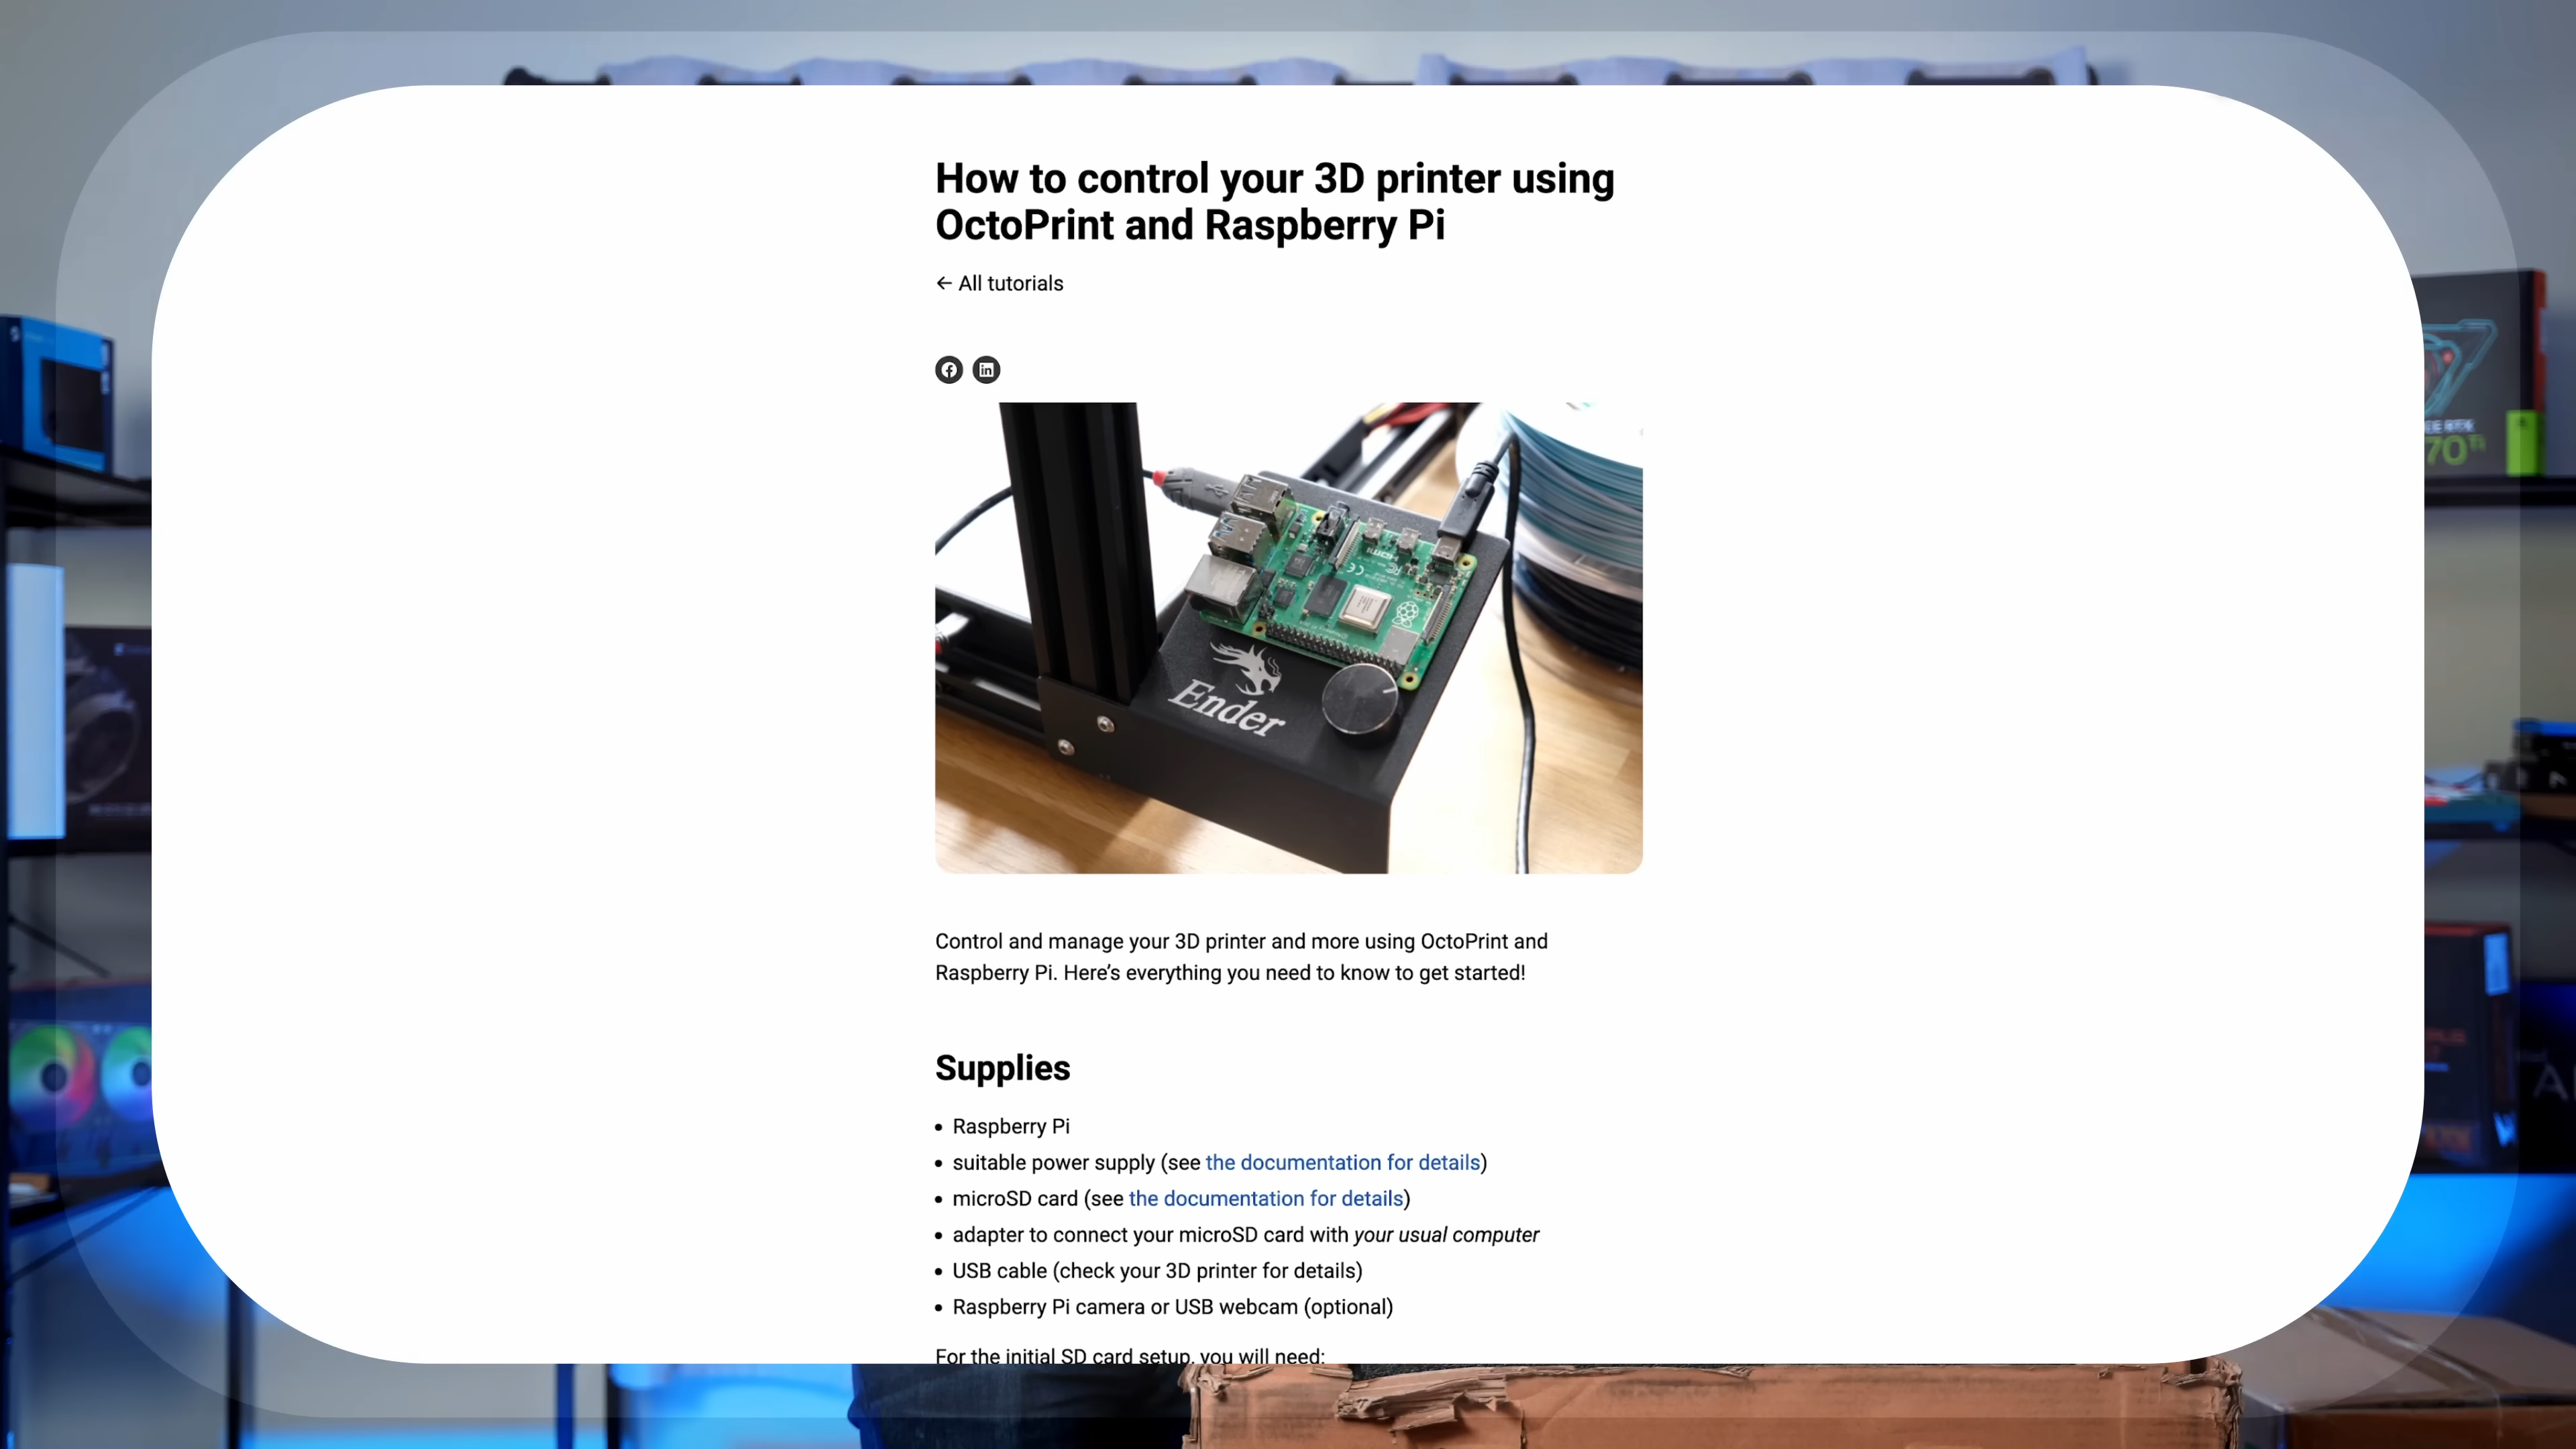 How to control your 3D printer using
OctoPrint and Raspberry Pi
← All tutorials
Ender
HDMI
70Ti
Control and manage your 3D printer and more using OctoPrint and
Raspberry Pi. Here’s everything you need to know to get started!
Supplies
• Raspberry Pi
• suitable power supply (see the documentation for details)
• microSD card (see the documentation for details)
• adapter to connect your microSD card with your usual computer
• USB cable (check your 3D printer for details)
• Raspberry Pi camera or USB webcam (optional)
For the initial SD card setup, you will need: